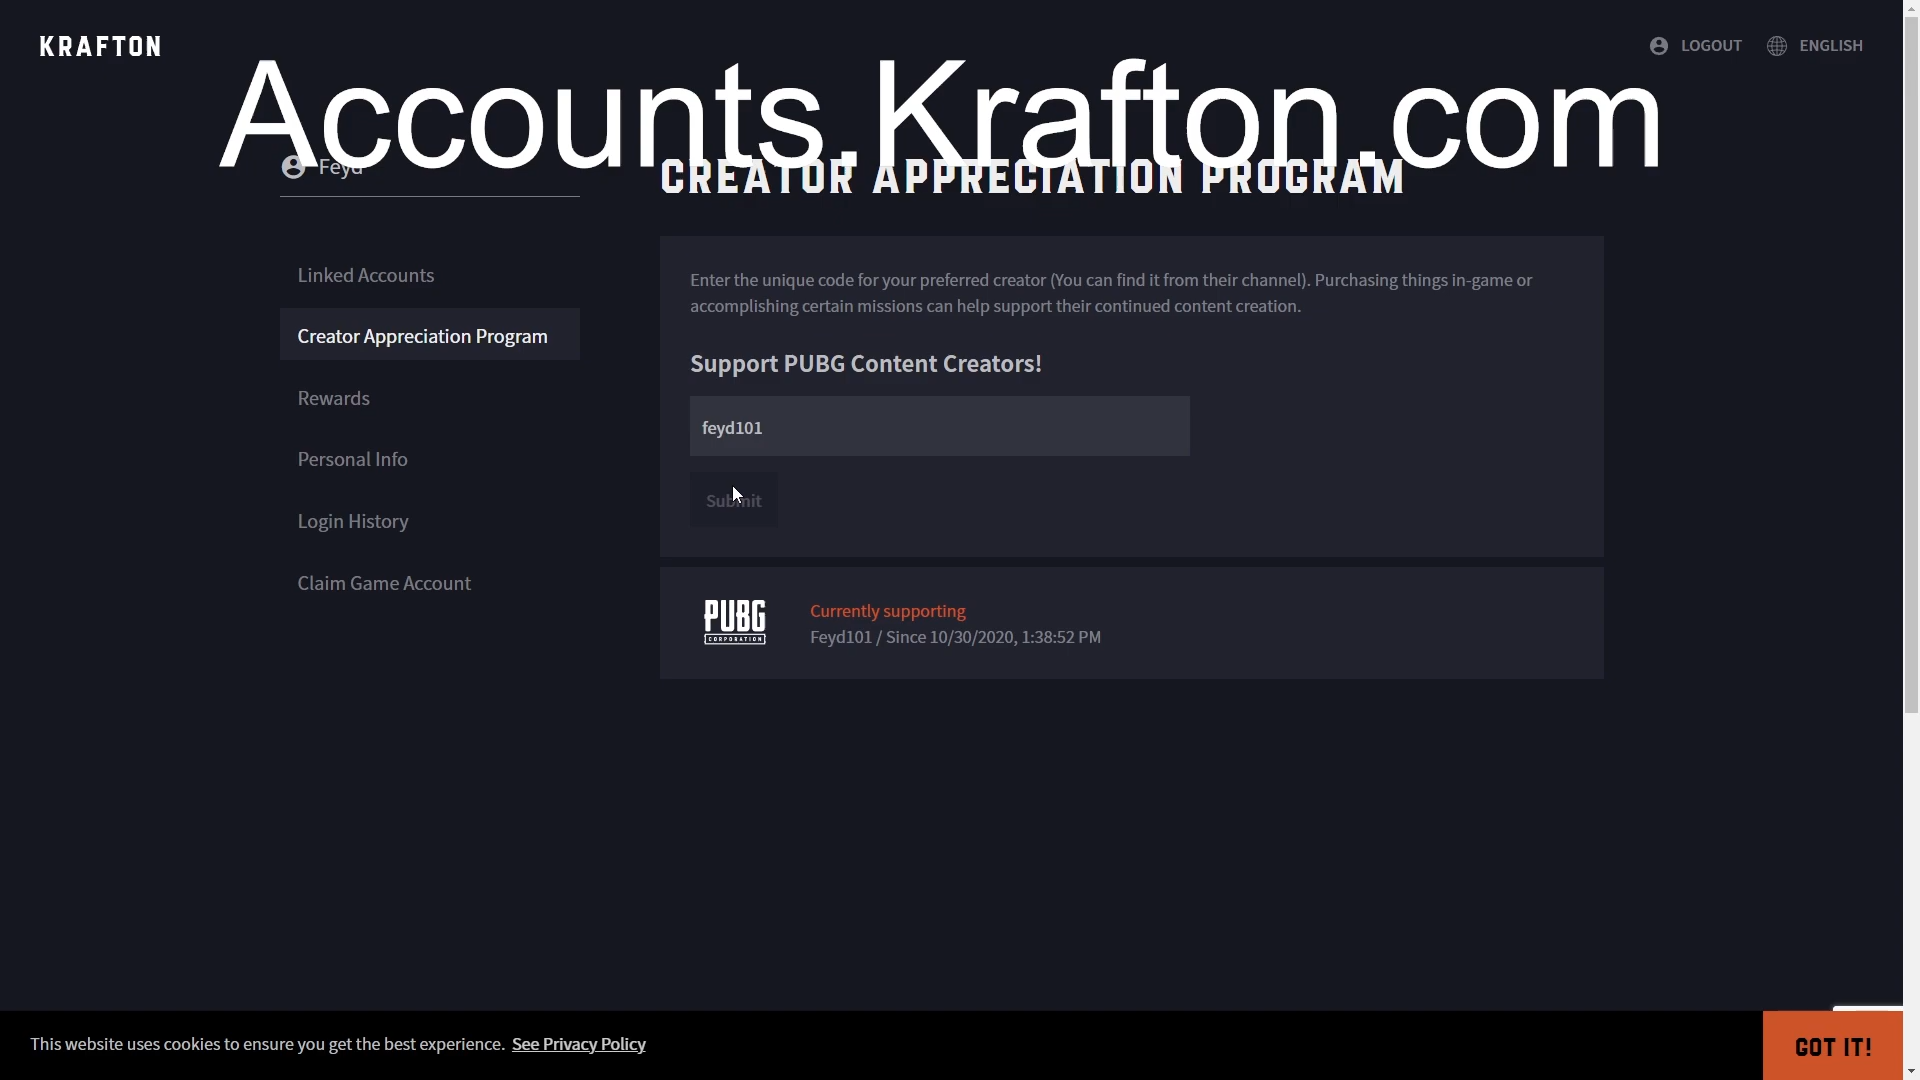 KRAFTON
LOGOUT
ENGLISH
Accounts.Krafton.com
Feyd
CREATOR APPRECIATION PROGRAM
Linked Accounts
Creator Appreciation Program
Rewards
Personal Info
Login History
Claim Game Account
Enter the unique code for your preferred creator (You can find it from their channel). Purchasing things in-game or
accomplishing certain missions can help support their continued content creation.
Support PUBG Content Creators!
feyd101
Submit
PUBG
CORPORATION
Currently supporting
Feyd101 / Since 10/30/2020, 1:38:52 PM
This website uses cookies to ensure you get the best experience. See Privacy Policy
GOT IT!